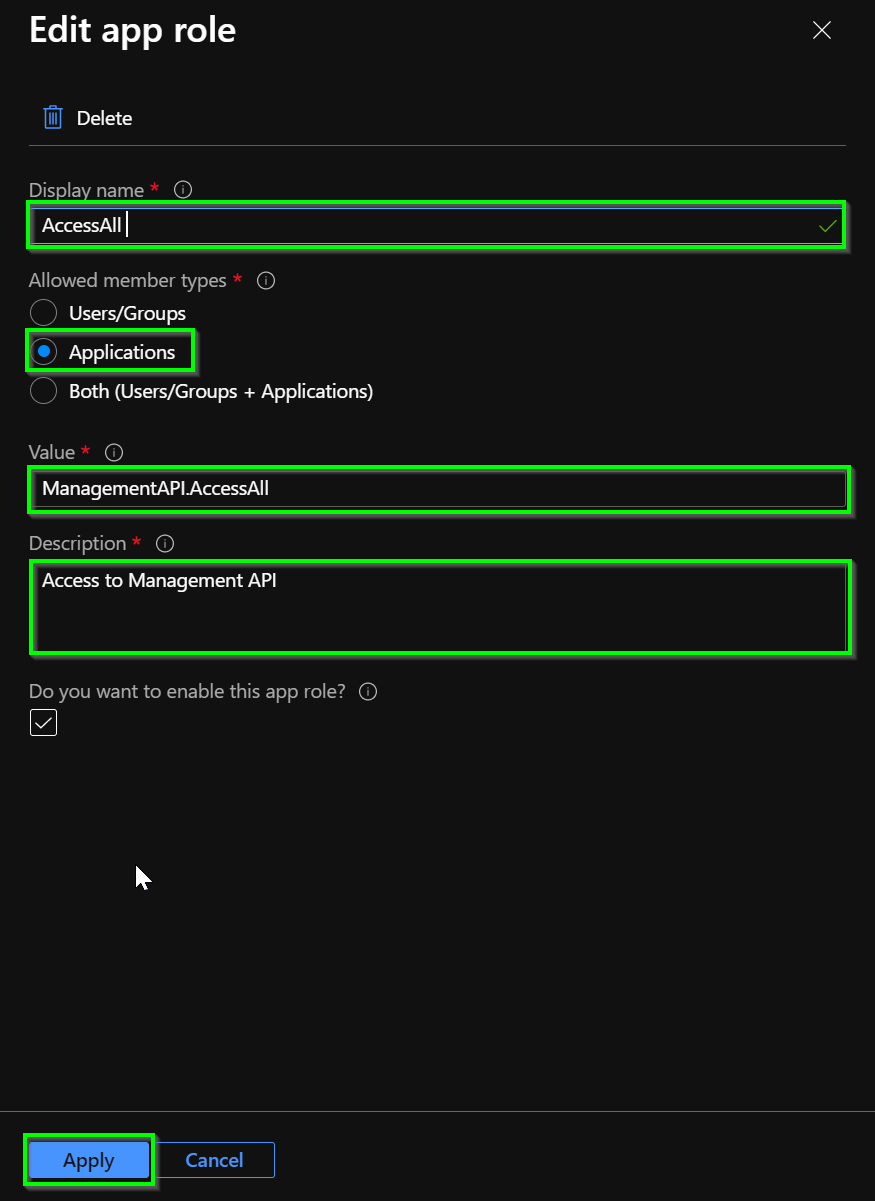 Edit app role
Delete
Display name *
AccessAll
Allowed member types *
Users/Groups
Applications
Both (Users/Groups + Applications)
Value *
ManagementAPI.AccessAll
Description *
Access to Management API
Do you want to enable this app role?
Apply
Cancel